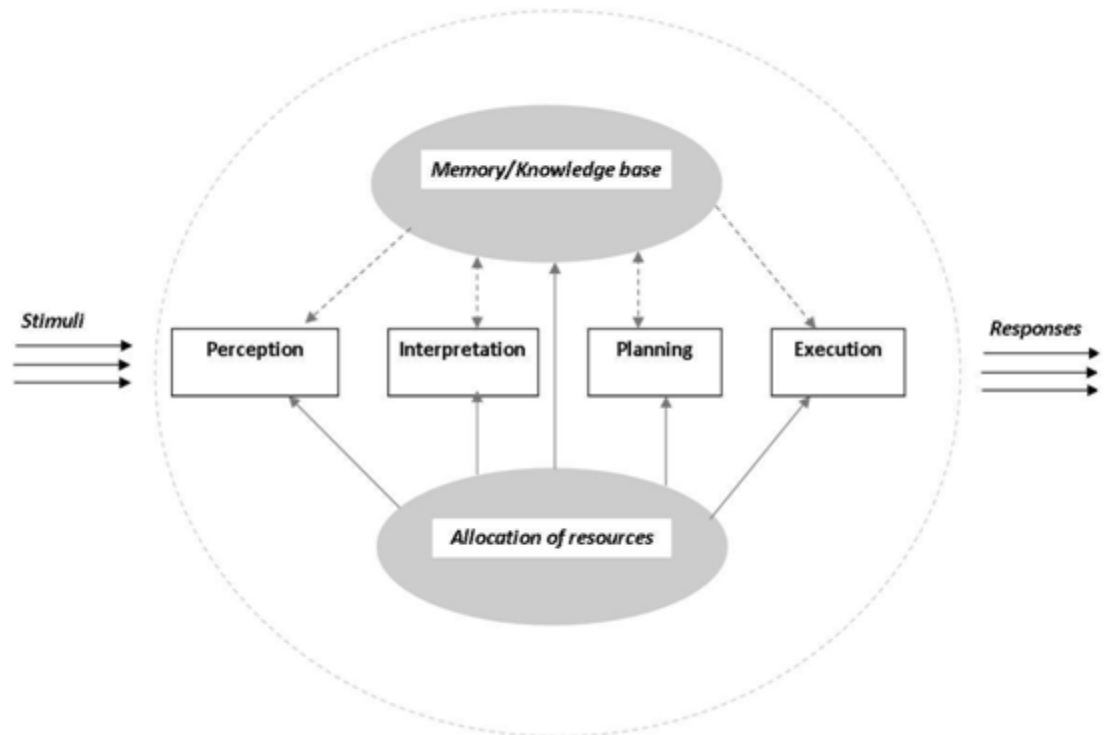 Memory/Knowledge base
Stimuli
Responses
Perception
Interpretation
Planning
Execution
Allocation of resources